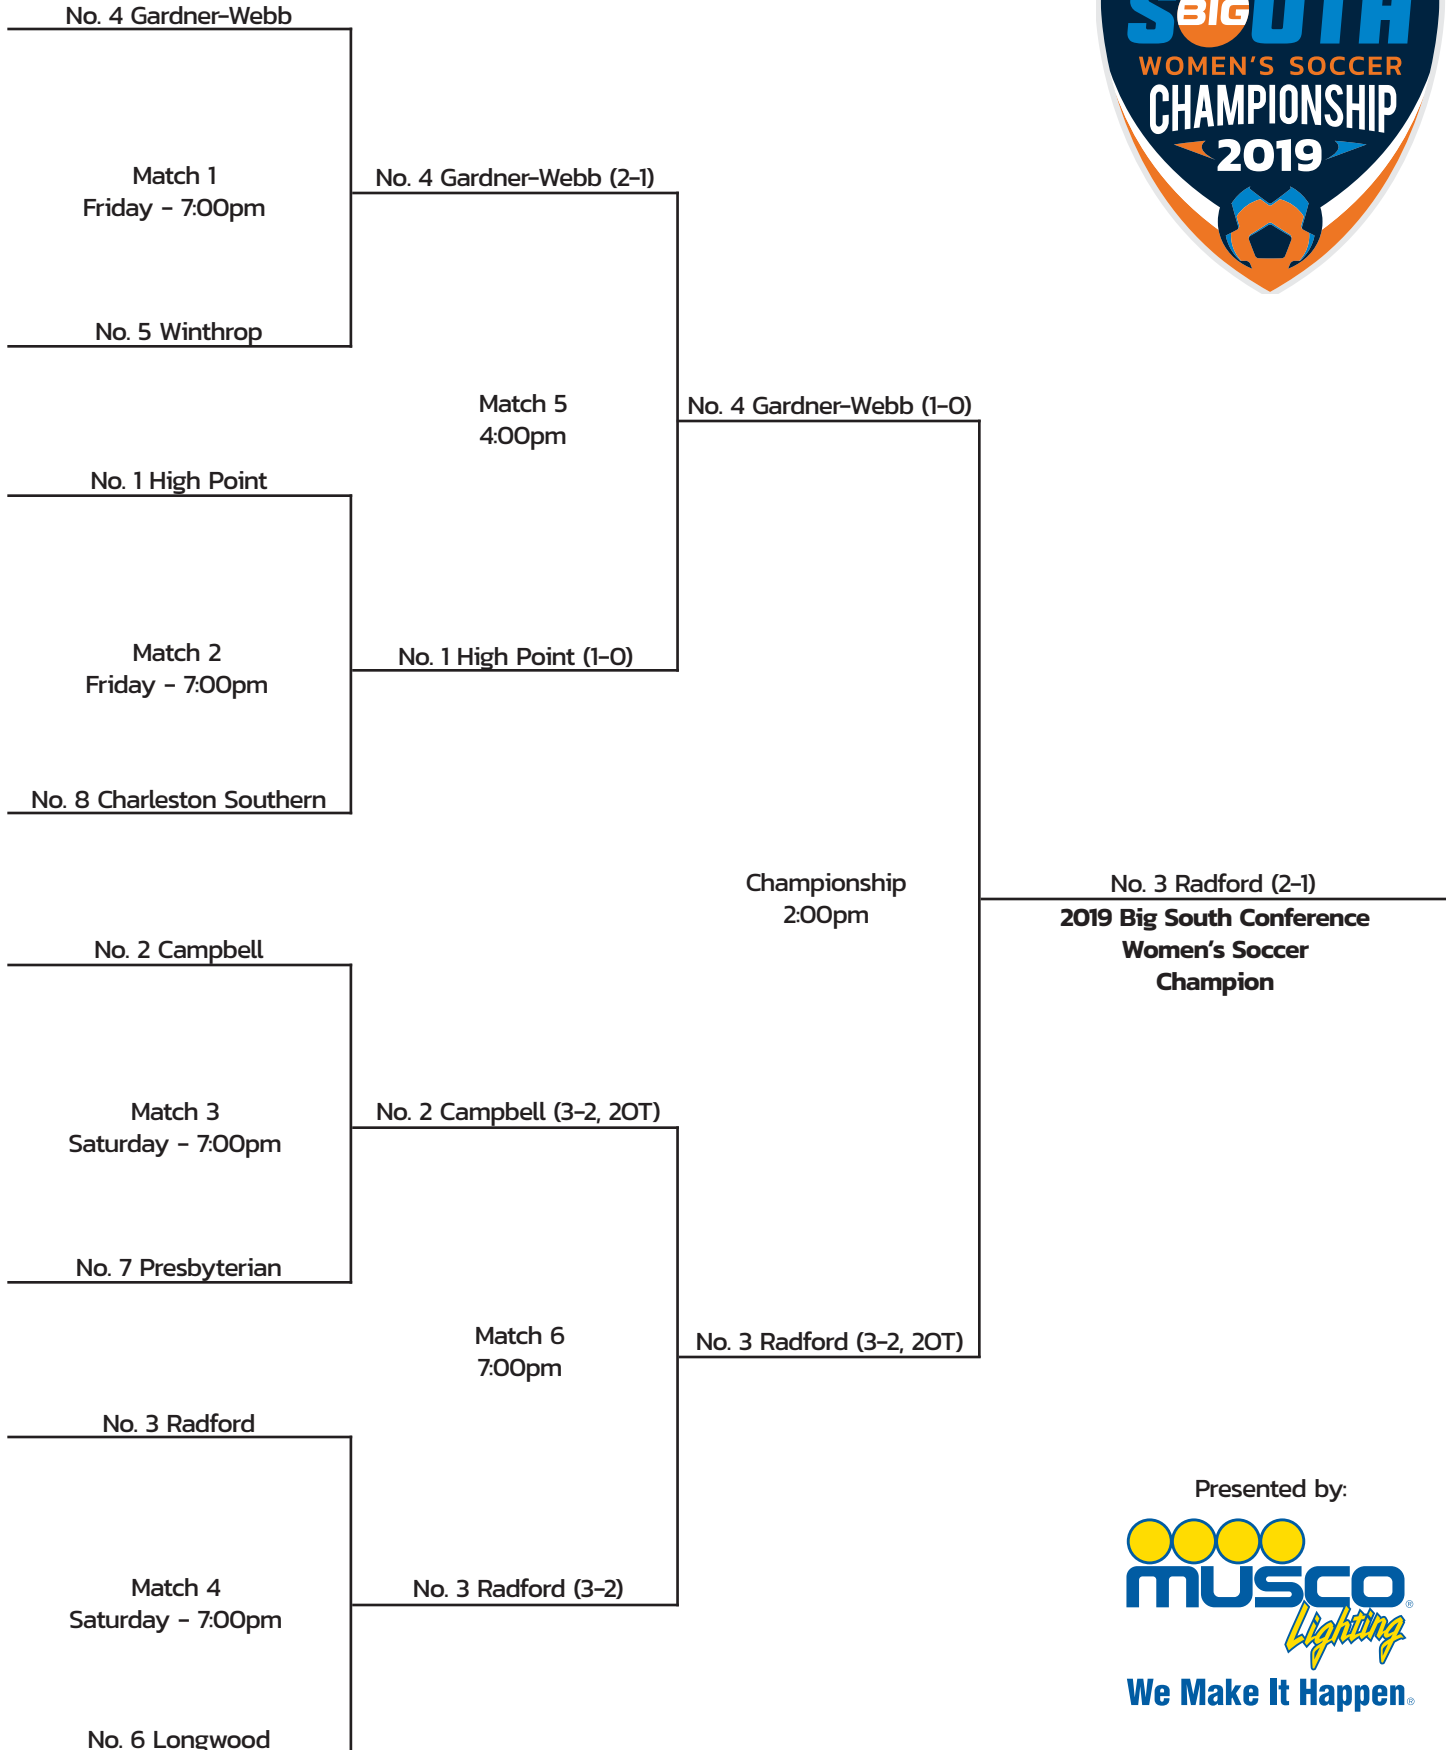 No. 4 Gardner-Webb
Match 1
Friday - 7:00pm
No. 5 Winthrop
No. 1 High Point
Match 2
Friday - 7:00pm
No. 8 Charleston Southern
No. 2 Campbell
Match 3
Saturday - 7:00pm
No. 7 Presbyterian
No. 3 Radford
Match 4
Saturday - 7:00pm
No. 6 Longwood
No. 4 Gardner-Webb (2-1)
Match 5
4:00pm
No. 1 High Point (1-0)
No. 2 Campbell (3-2, 2OT)
Match 6
7:00pm
No. 3 Radford (3-2)
No. 4 Gardner-Webb (1-0)
Championship
2:00pm
No. 3 Radford (3-2, 2OT)
No. 3 Radford (2-1)
2019 Big South Conference
Women's Soccer
Champion
BIG
SOUTH
WOMEN'S SOCCER
CHAMPIONSHIP
2019
Presented by:
MUSCO®
Lighting
We Make It Happen®